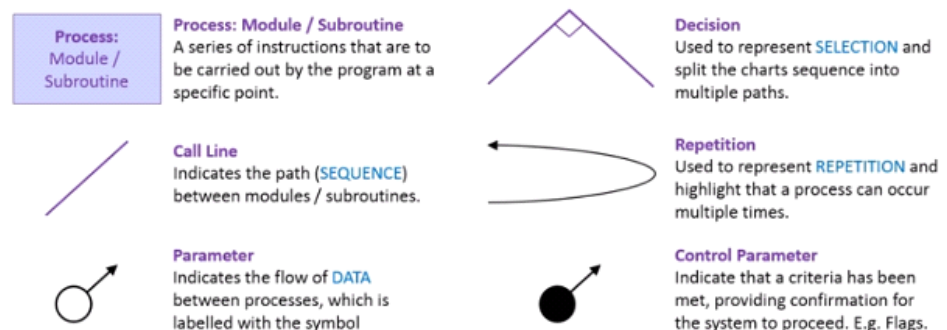 Process:
Module /
Subroutine
Process: Module / Subroutine
A series of instructions that are to
be carried out by the program at a
specific point.
Decision
Used to represent SELECTION and
split the charts sequence into
multiple paths.
Call Line
Indicates the path (SEQUENCE)
between modules / subroutines.
Repetition
Used to represent REPETITION and
highlight that a process can occur
multiple times.
Parameter
Indicates the flow of DATA
between processes, which is
labelled with the symbol
Control Parameter
Indicate that a criteria has been
met, providing confirmation for
the system to proceed. E.g. Flags.